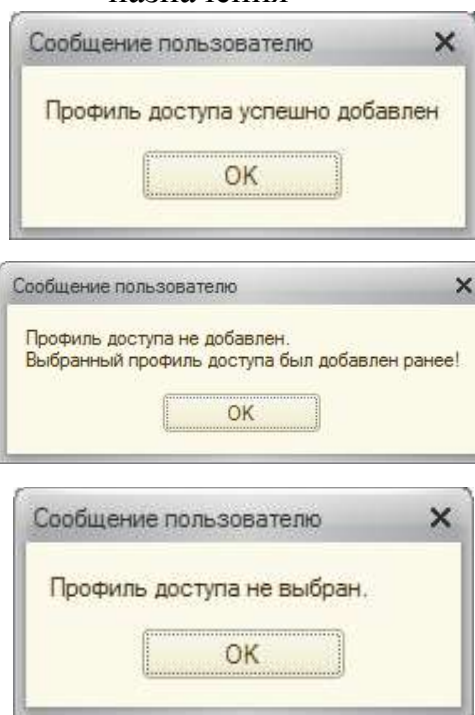 Сообщение пользователю
Профиль доступа успешно добавлен
OK
Сообщение пользователю
Профиль доступа не добавлен.
Выбранный профиль доступа был добавлен ранее!
OK
Сообщение пользователю
Профиль доступа не выбран.
OK